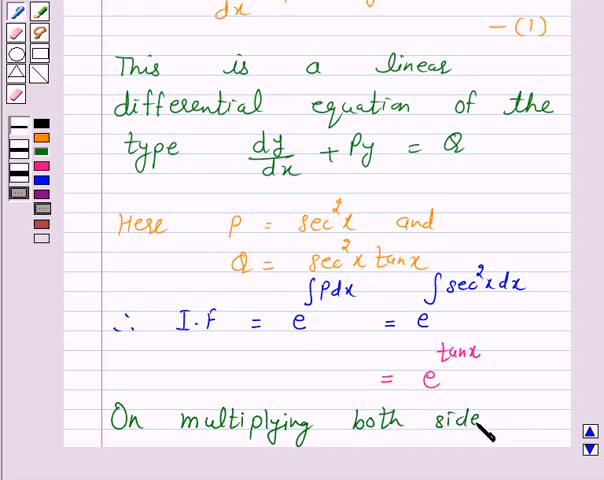 dx
— (1)
This is a linear
differential equation of the
type dy/dx + Py = Q
Here P = sec²x and
Q = sec²x tanx
∴ I.F = e^∫Pdx = e^∫sec²x dx
= e^tanx
On multiplying both side